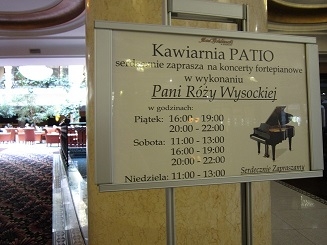 Kawiarnia PATIO
serdecznie zaprasza na koncerty fortepianowe
w wykonaniu
Pani Róży Wysockiej
w godzinach:
Piątek: 16:00 - 19:00
20:00 - 22:00
Sobota: 11:00 - 13:00
16:00 - 19:00
20:00 - 22:00
Niedziela: 11:00 - 13:00
Serdecznie Zapraszamy